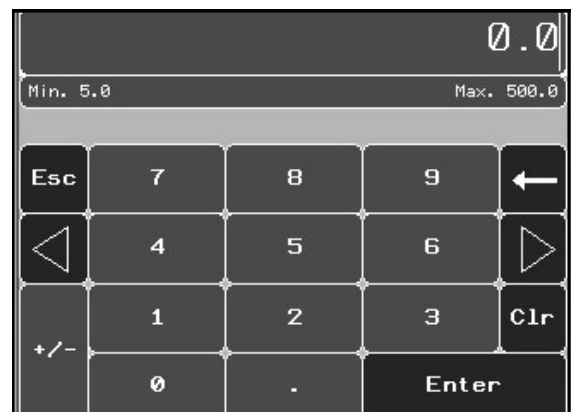 0.0
Min. 5.0 Max. 500.0
Esc 7 8 9
4 5 6
1 2 3 Clr
+/-
0 . Enter